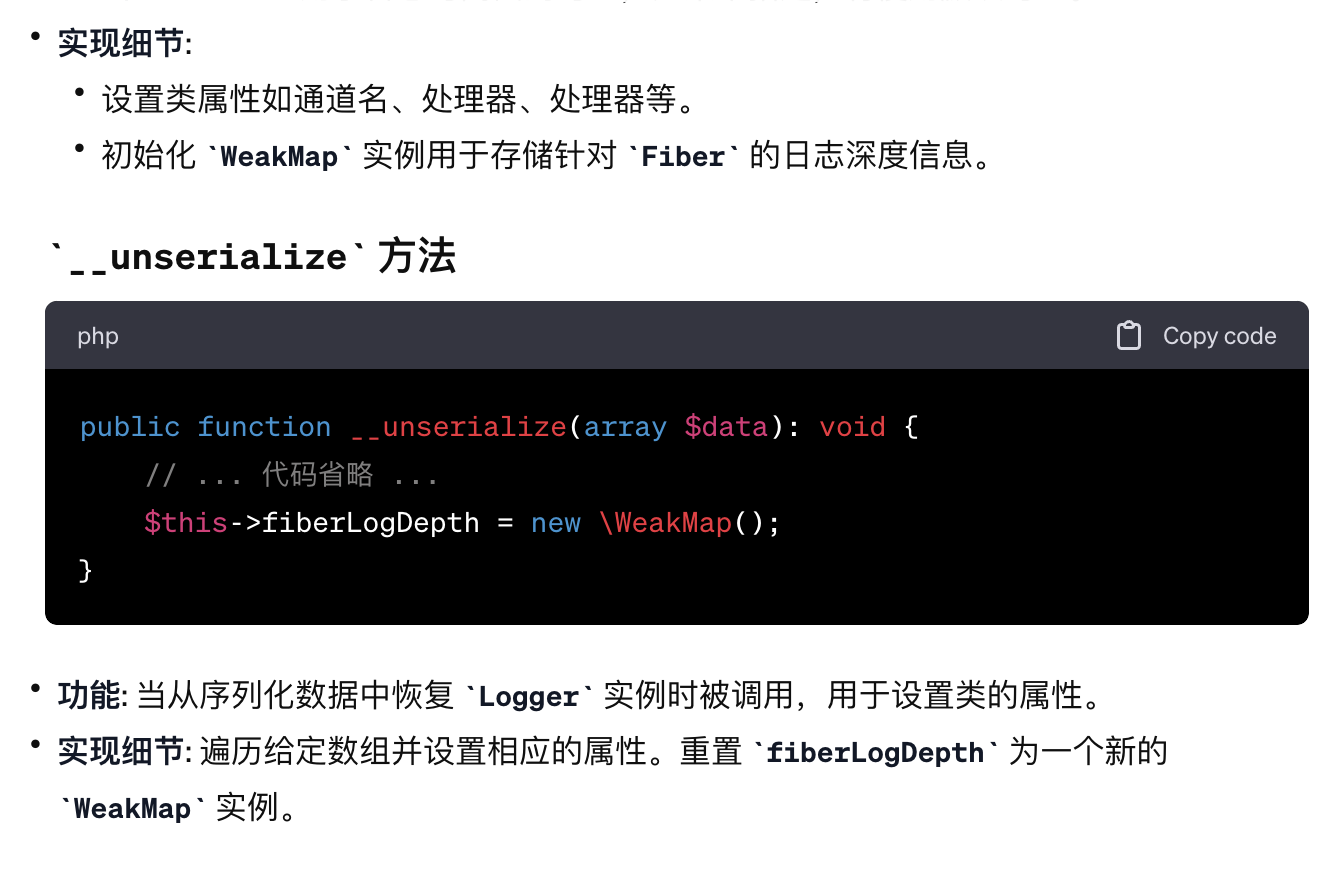 • 实现细节:
• 设置类属性如通道名、处理器、处理器等。
• 初始化 `WeakMap` 实例用于存储针对 `Fiber` 的日志深度信息。
`__unserialize` 方法
php Copy code
public function __unserialize(array $data): void {
    // ... 代码省略 ...
    $this->fiberLogDepth = new \WeakMap();
}
• 功能: 当从序列化数据中恢复 `Logger` 实例时被调用，用于设置类的属性。
• 实现细节: 遍历给定数组并设置相应的属性。重置 `fiberLogDepth` 为一个新的
`WeakMap` 实例。